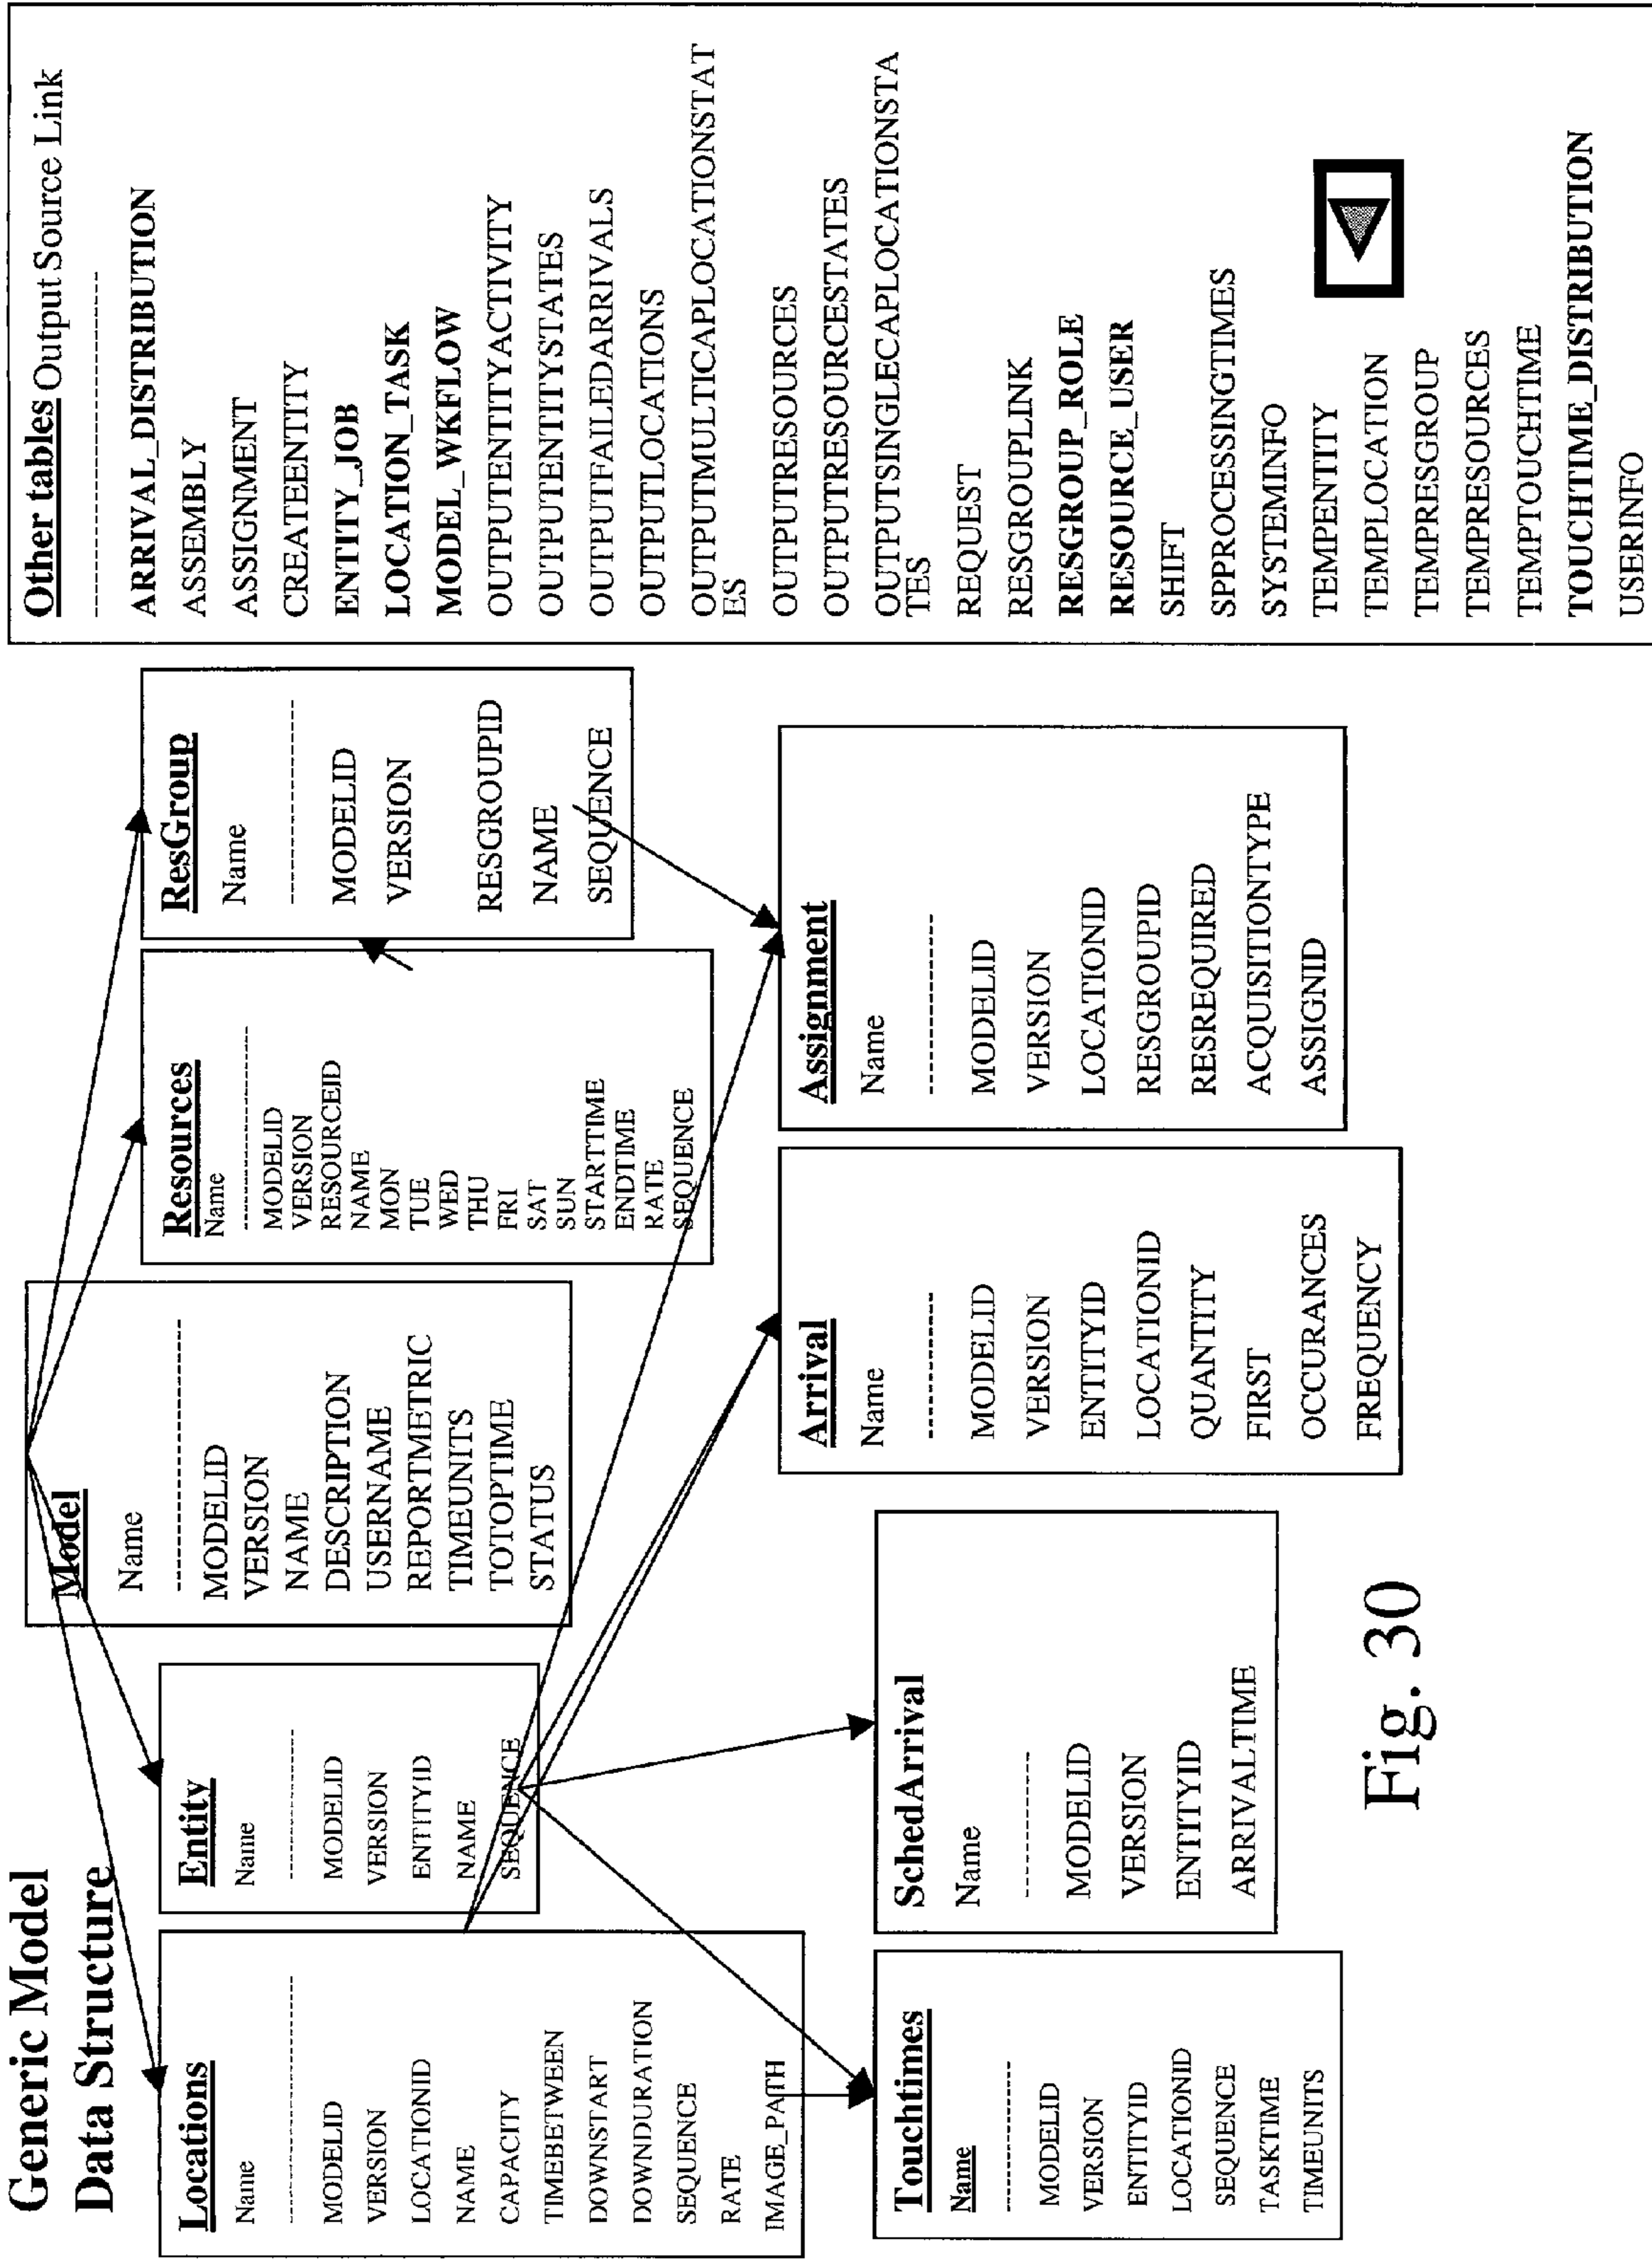 Generic Model
Data Structure
Locations
Name
MODELID
VERSION
LOCATIONID
NAME
CAPACITY
TIMEBETWEEN
DOWNSTART
DOWNDURATION
SEQUENCE
RATE
IMAGE_PATH
Entity
Name
MODELID
VERSION
ENTITYID
NAME
SEQUENCE
Model
Name
MODELID
VERSION
NAME
DESCRIPTION
USERNAME
REPORTMETRIC
TIMEUNITS
TOTOPTIME
STATUS
Resources
Name
MODELID
VERSION
RESOURCEID
NAME
MON
TUE
WED
THU
FRI
SAT
SUN
STARTTIME
ENDTIME
RATE
SEQUENCE
ResGroup
Name
MODELID
VERSION
RESGROUPID
NAME
SEQUENCE
Touchtimes
Name
MODELID
VERSION
ENTITYID
LOCATIONID
SEQUENCE
TASKTIME
TIMEUNITS
SchedArrival
Name
MODELID
VERSION
ENTITYID
ARRIVALTIME
Arrival
Name
MODELID
VERSION
ENTITYID
LOCATIONID
QUANTITY
FIRST
OCCURANCES
FREQUENCY
Assignment
Name
MODELID
VERSION
LOCATIONID
RESGROUPID
RESREQUIRED
ACQUISITIONTYPE
ASSIGNID
Other tables Output Source Link
ARRIVAL_DISTRIBUTION
ASSEMBLY
ASSIGNMENT
CREATEENTITY
ENTITY_JOB
LOCATION_TASK
MODEL_WKFLOW
OUTPUTENTITYACTIVITY
OUTPUTENTITYSTATES
OUTPUTFAILEDARRIVALS
OUTPUTLOCATIONS
OUTPUTMULTICAPLOCATIONSTAT
ES
OUTPUTRESOURCES
OUTPUTRESOURCESTATES
OUTPUTSINGLECAPLOCATIONSTA
TES
REQUEST
RESGROUPLINK
RESGROUP_ROLE
RESOURCE_USER
SHIFT
SPPROCESSINGTIMES
SYSTEMINFO
TEMPENTITY
TEMPLOCATION
TEMPRESGROUP
TEMPRESOURCES
TEMPTOUCHTIME
TOUCHTIME_DISTRIBUTION
USERINFO
Fig. 30